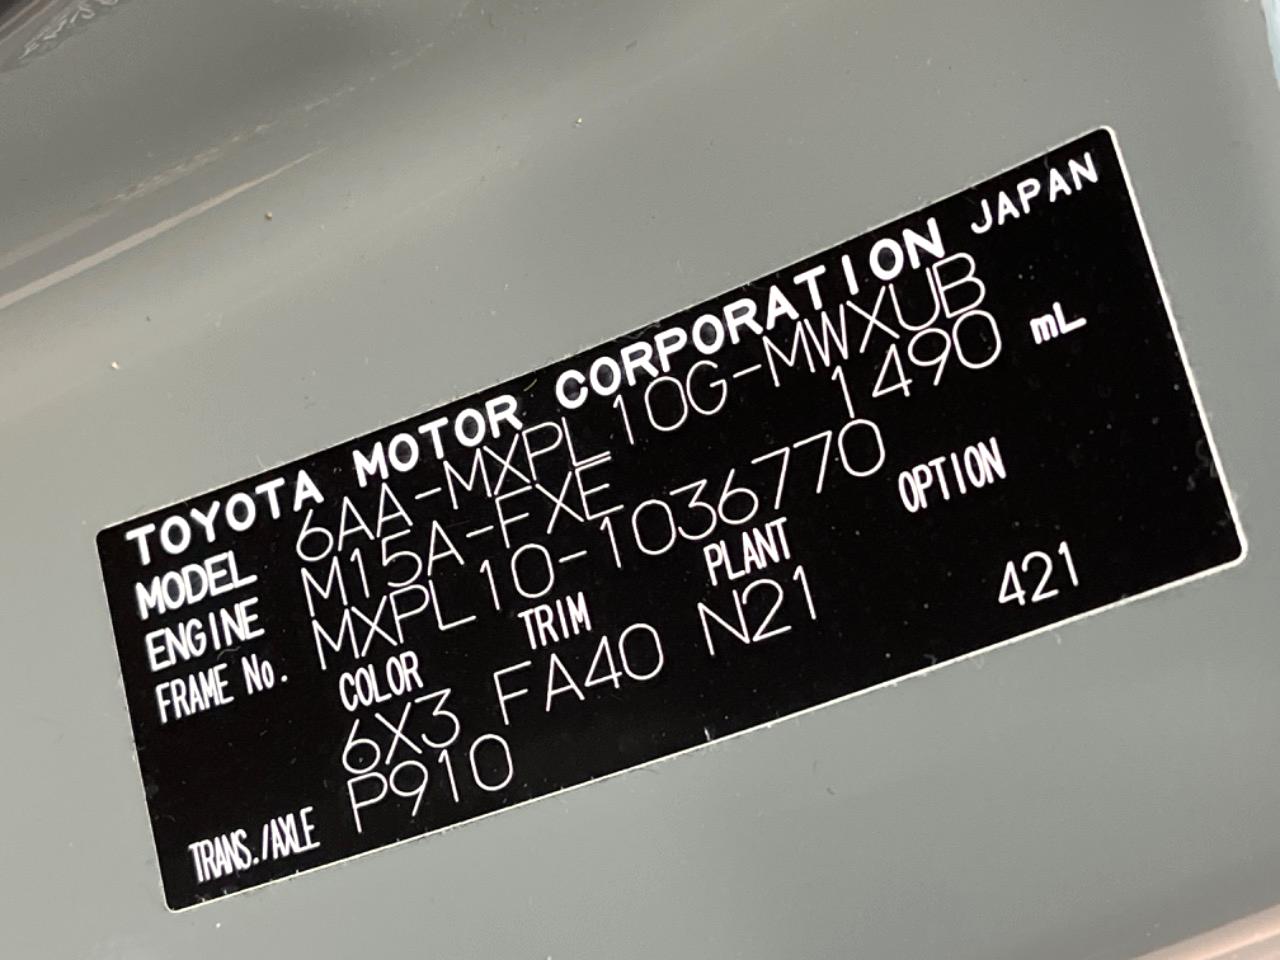 TOYOTA MOTOR CORPORATION JAPAN
MODEL 6AA-MXPL10G-MWXUB
ENGINE M15A-FXE 1490 mL
FRAME No. MXPL10-1036770
COLOR TRIM PLANT OPTION
6X3 FA40 N21 421
TRANS./AXLE P910